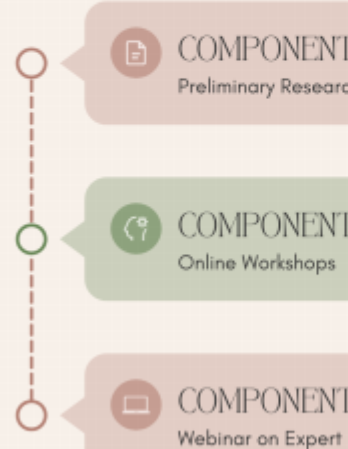 COMPONENT
Preliminary Researc
COMPONENT
Online Workshops
COMPONENT
Webinar on Expert